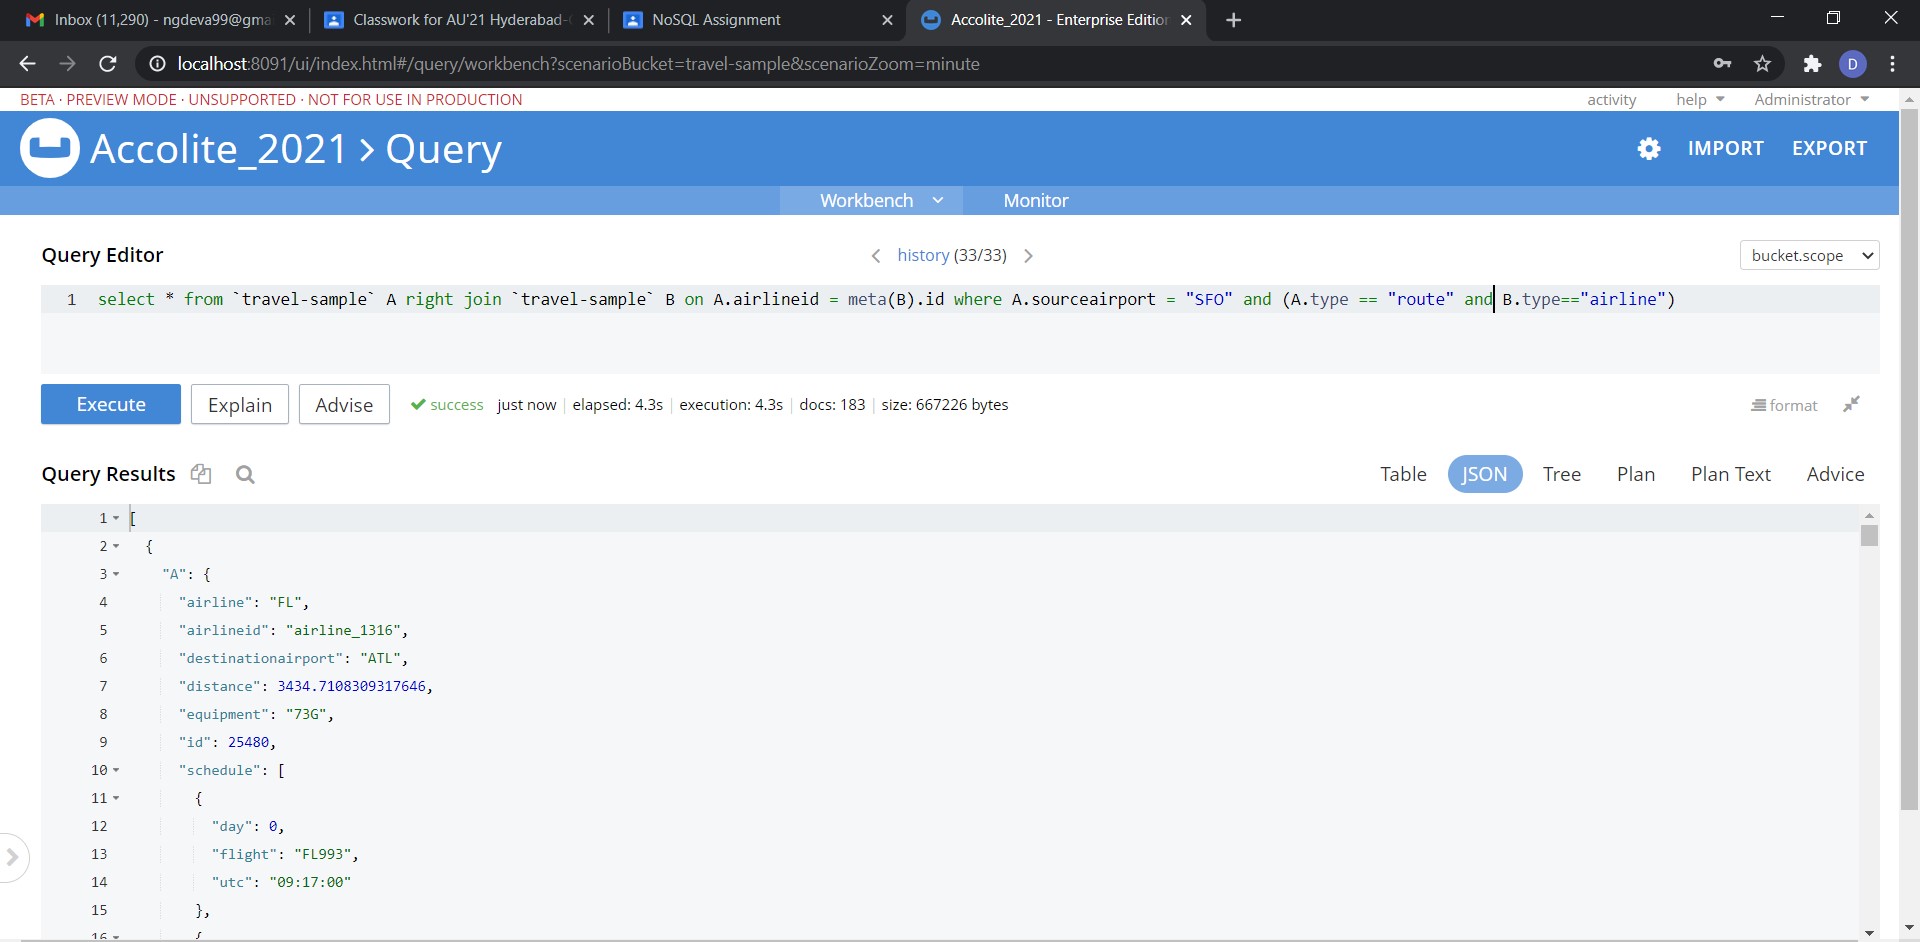 Inbox (11,290) - ngdeva99@gma
Classwork for AU'21 Hyderabad-
NoSQL Assignment
Accolite_2021 - Enterprise Edition
localhost:8091/ui/index.html#/query/workbench?scenarioBucket=travel-sample&scenarioZoom=minute
D
BETA · PREVIEW MODE · UNSUPPORTED · NOT FOR USE IN PRODUCTION
activity help Administrator
Accolite_2021 > Query
IMPORT EXPORT
Workbench Monitor
Query Editor
history (33/33)
bucket.scope
1 select * from `travel-sample` A right join `travel-sample` B on A.airlineid = meta(B).id where A.sourceairport = "SFO" and (A.type == "route" and B.type=="airline")
Execute Explain Advise
success just now elapsed: 4.3s execution: 4.3s docs: 183 size: 667226 bytes
format
Query Results
Table JSON Tree Plan Plan Text Advice
1 [
2 {
3 "A": {
4 "airline": "FL",
5 "airlineid": "airline_1316",
6 "destinationairport": "ATL",
7 "distance": 3434.7108309317646,
8 "equipment": "73G",
9 "id": 25480,
10 "schedule": [
11 {
12 "day": 0,
13 "flight": "FL993",
14 "utc": "09:17:00"
15 },
16 {